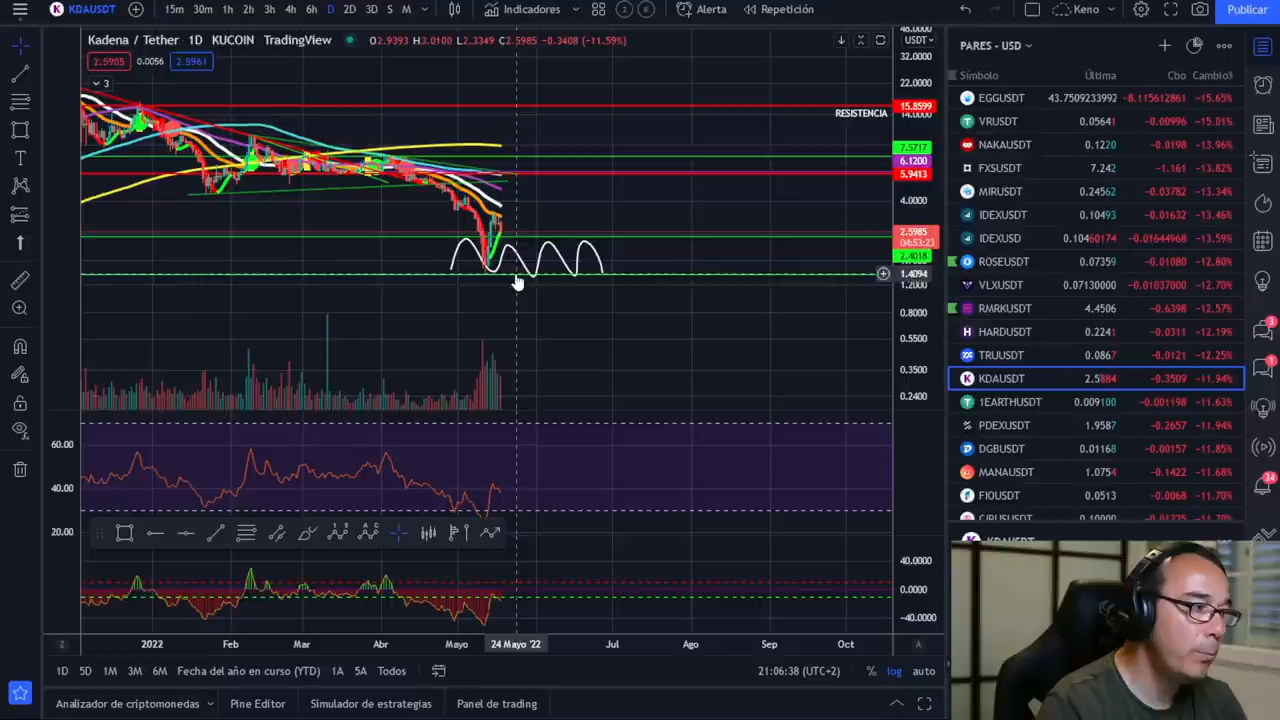 KDAUSDT 15m 30m 1h 2h 3h 4h 6h D 2D 3D S M Indicadores Alerta Repetición Keno Publicar
Kadena / Tether 1D KUCOIN TradingView O2.9393 H3.0100 L2.3349 C2.5985 -0.3408 (-11.59%) USDT
2.5905 0.0056 2.5961
3
32.0000
22.0000
15.8599
RESISTENCIA
7.5717
6.1200
5.9413
4.0000
2.5985
04:53:23
2.4018
1.4094
0.8000
0.5500
0.3500
0.2400
60.00
40.00
20.00
40.0000
0.0000
-40.0000
Z 2022 Feb Mar Abr Mayo 24 Mayo '22 Jul Ago Sep Oct A
1D 5D 1M 3M 6M Fecha del año en curso (YTD) 1A 5A Todos 21:06:38 (UTC+2) % log auto
Analizador de criptomonedas Pine Editor Simulador de estrategias Panel de trading
PARES - USD
Símbolo Última Cbo Cambio%
EGGUSDT 43.7509233992 -8.115612861 -15.65%
VRUSDT 0.05641 -0.00996 -15.01%
NAKAUSDT 0.1220 -0.0198 -13.96%
FXSUSDT 7.242 -1.161 -13.82%
MIRUSDT 0.24562 -0.03782 -13.34%
IDEXUSDT 0.10493 -0.01632 -13.46%
IDEXUSD 0.10460174 -0.01644968 -13.59%
ROSEUSDT 0.07359 -0.01080 -12.80%
VLXUSDT 0.07130000 -0.01037000 -12.70%
RMRKUSDT 4.4506 -0.6398 -12.57%
HARDUSDT 0.2241 -0.0311 -12.19%
TRUUSDT 0.0867 -0.0121 -12.25%
KDAUSDT 2.5884 -0.3509 -11.94%
1EARTHUSDT 0.009100 -0.001198 -11.63%
PDEXUSDT 1.9587 -0.2657 -11.94%
DGBUSDT 0.01168 -0.00157 -11.85%
MANAUSDT 1.0754 -0.1422 -11.68%
FIOUSDT 0.0513 -0.0068 -11.70%
3
1
34